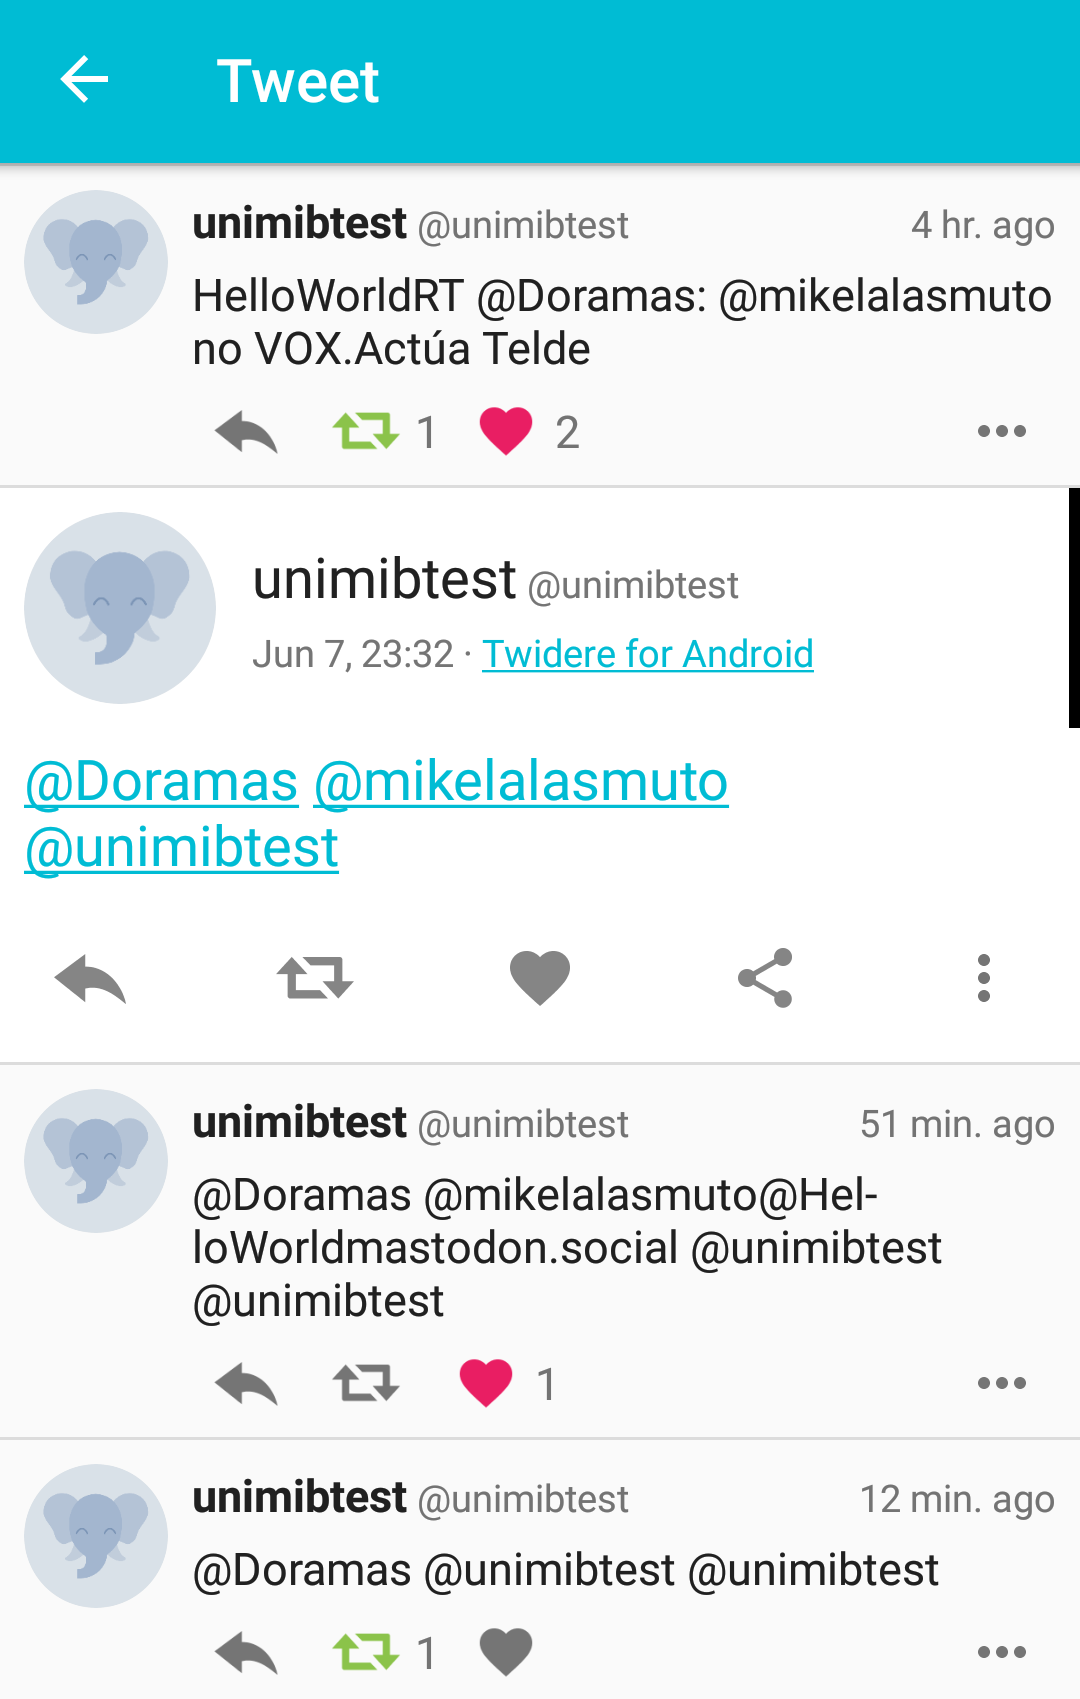 Tweet
unimibtest @unimibtest 4 hr. ago
HelloWorldRT @Doramas: @mikelalasmuto
no VOX.Actúa Telde
1 2
unimibtest @unimibtest
Jun 7, 23:32 · Twidere for Android
@Doramas @mikelalasmuto
@unimibtest
unimibtest @unimibtest 51 min. ago
@Doramas @mikelalasmuto@Hel-
loWorldmastodon.social @unimibtest
@unimibtest
1
unimibtest @unimibtest 12 min. ago
@Doramas @unimibtest @unimibtest
1